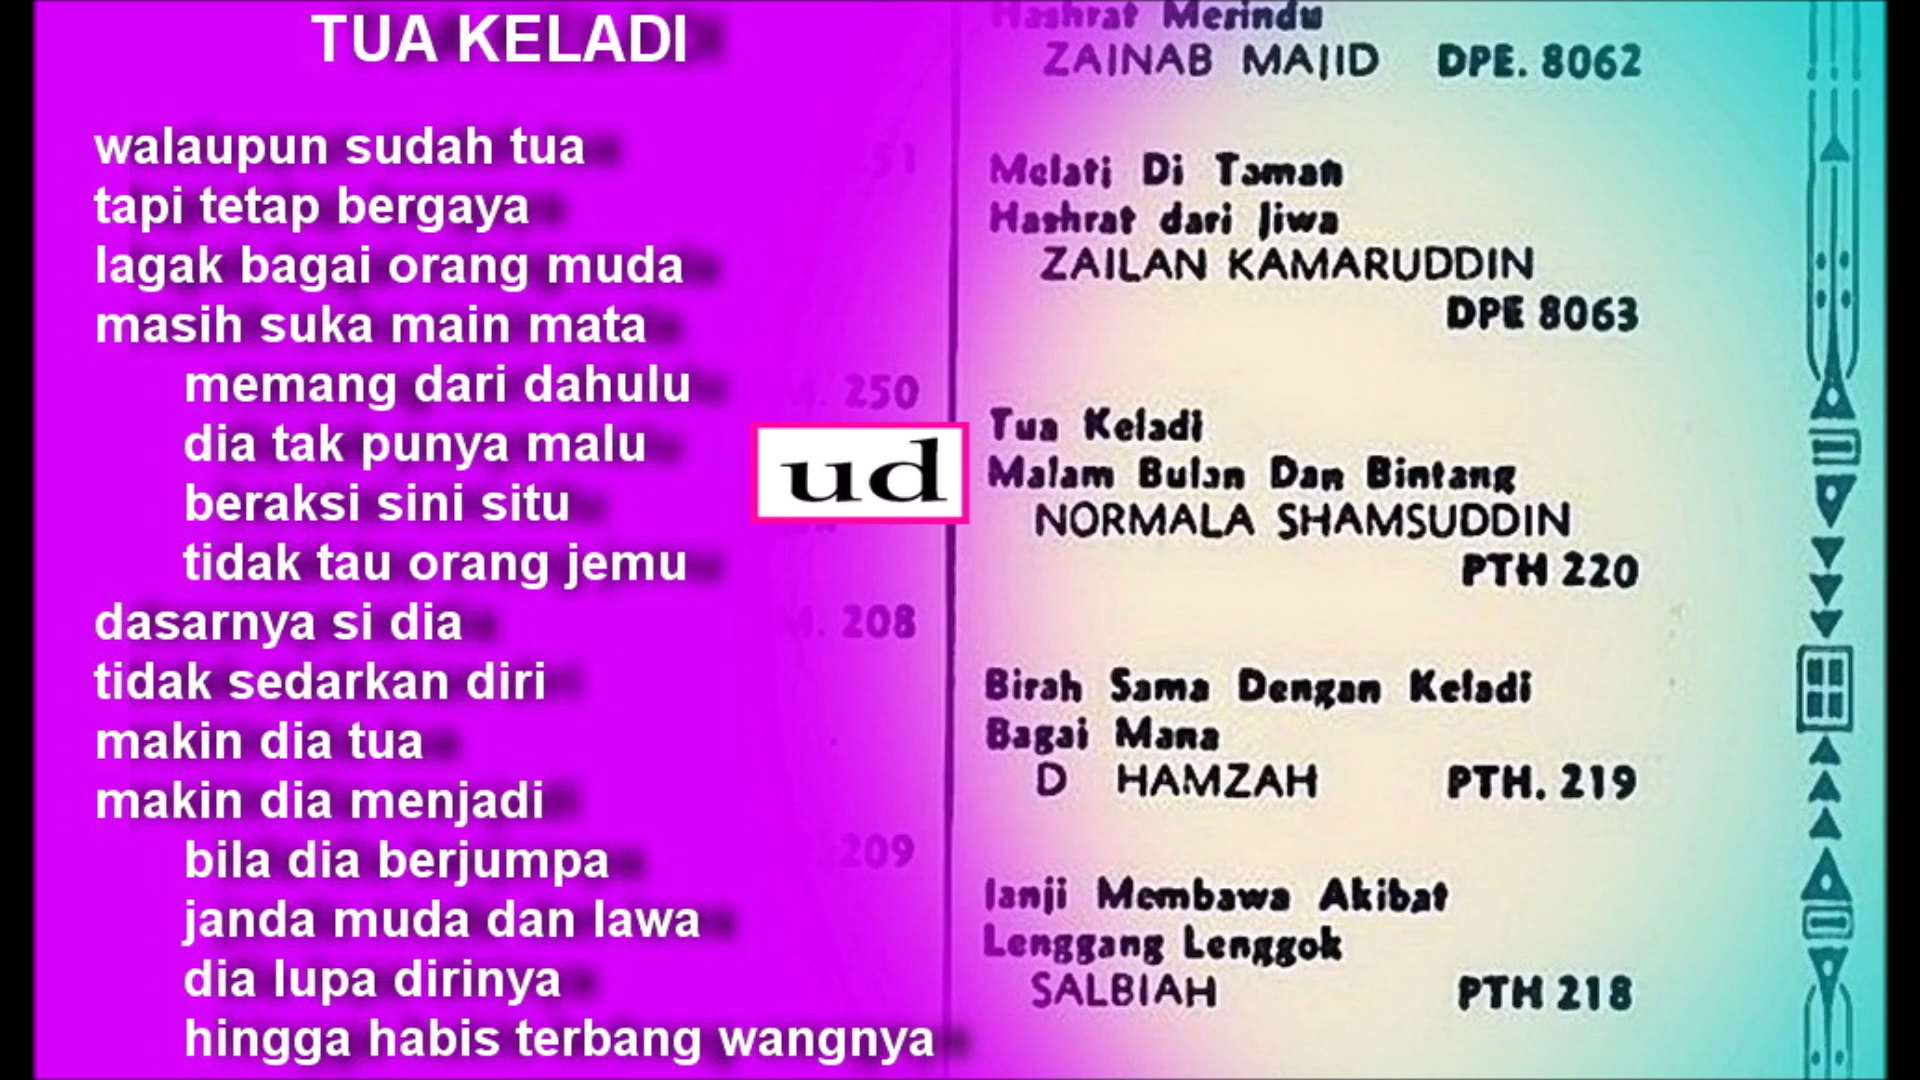 TUA KELADI
walaupun sudah tua
tapi tetap bergaya
lagak bagai orang muda
masih suka main mata
memang dari dahulu
dia tak punya malu
beraksi sini situ
tidak tau orang jemu
dasarnya si dia
tidak sedarkan diri
makin dia tua
makin dia menjadi
bila dia berjumpa
janda muda dan lawa
dia lupa dirinya
hingga habis terbang wangnya
51
250
ud
208
209
Hashrat Merindu
ZAINAB MAJID DPE. 8062
Melati Di Taman
Hashrat dari Jiwa
ZAILAN KAMARUDDIN
DPE 8063
Tua Keladi
Malam Bulan Dan Bintang
NORMALA SHAMSUDDIN
PTH 220
Birah Sama Dengan Keladi
Bagai Mana
D HAMZAH PTH. 219
Janji Membawa Akibat
Lenggang Lenggok
SALBIAH PTH 218